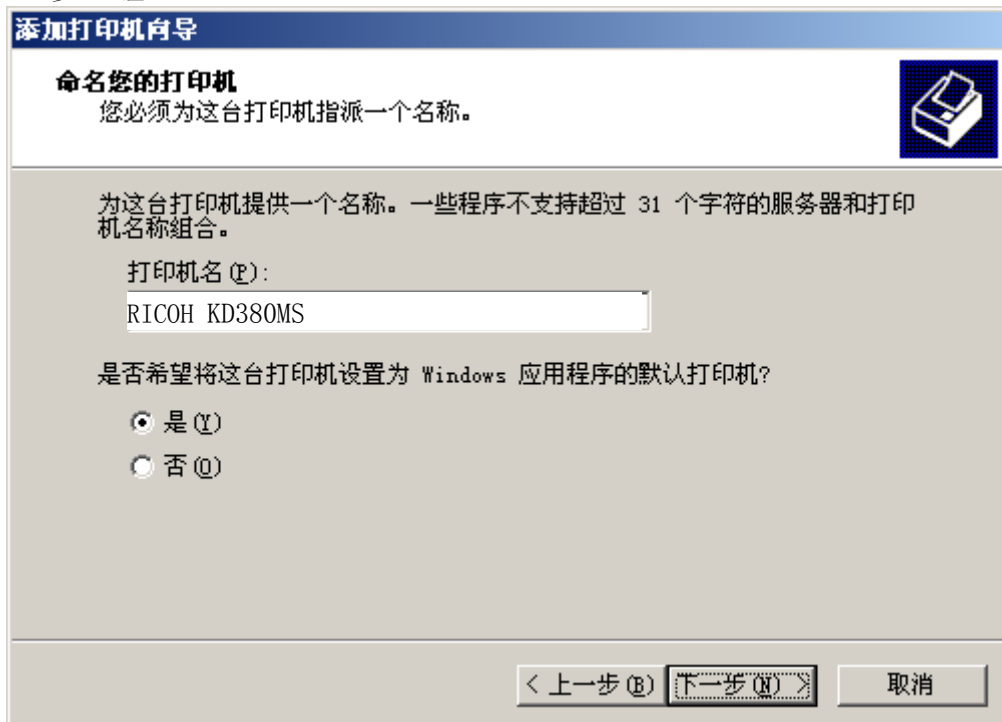 添加打印机向导
命名您的打印机
您必须为这台打印机指派一个名称。
为这台打印机提供一个名称。一些程序不支持超过 31 个字符的服务器和打印
机名称组合。
打印机名(P):
RICOH KD380MS
是否希望将这台打印机设置为 Windows 应用程序的默认打印机?
是(Y)
否(O)
< 上一步(B) 下一步(N) > 取消